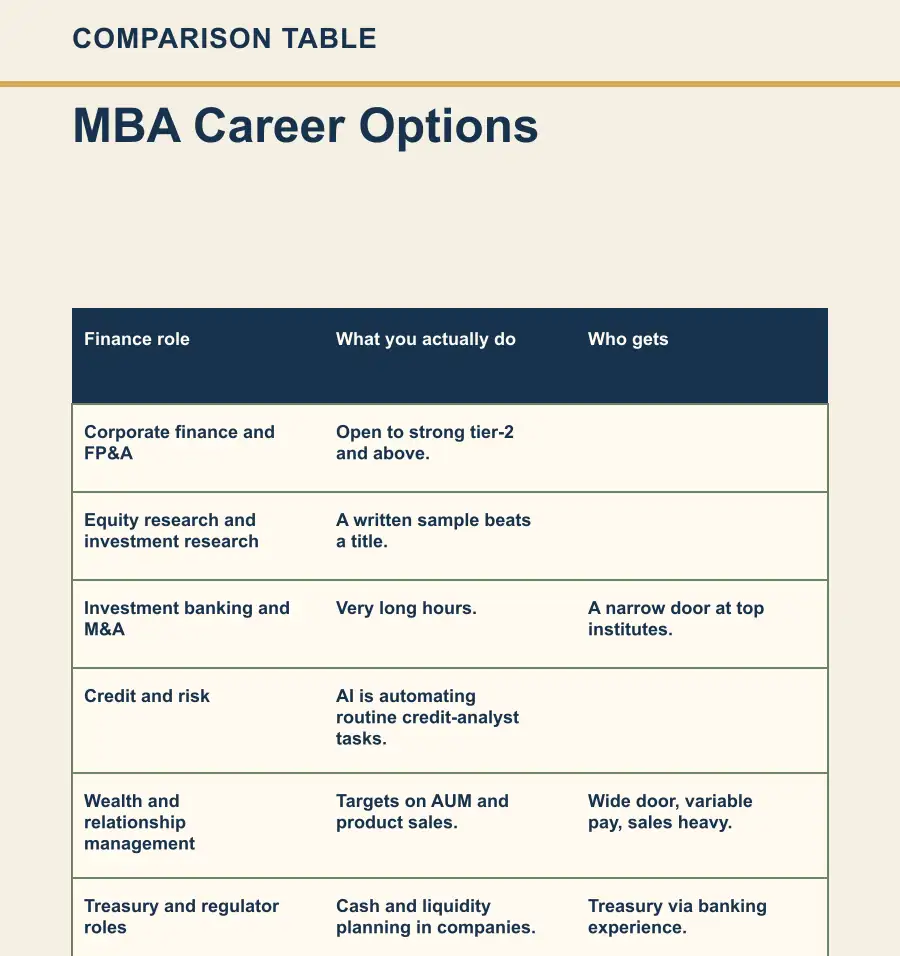 COMPARISON TABLE
MBA Career Options
Finance role
What you actually do
Who gets
Corporate finance and
FP&A
Open to strong tier-2
and above.
Equity research and
investment research
A written sample beats
a title.
Investment banking and
M&A
Very long hours.
A narrow door at top
institutes.
Credit and risk
AI is automating
routine credit-analyst
tasks.
Wealth and
relationship
management
Targets on AUM and
product sales.
Wide door, variable
pay, sales heavy.
Treasury and regulator
roles
Cash and liquidity
planning in companies.
Treasury via banking
experience.